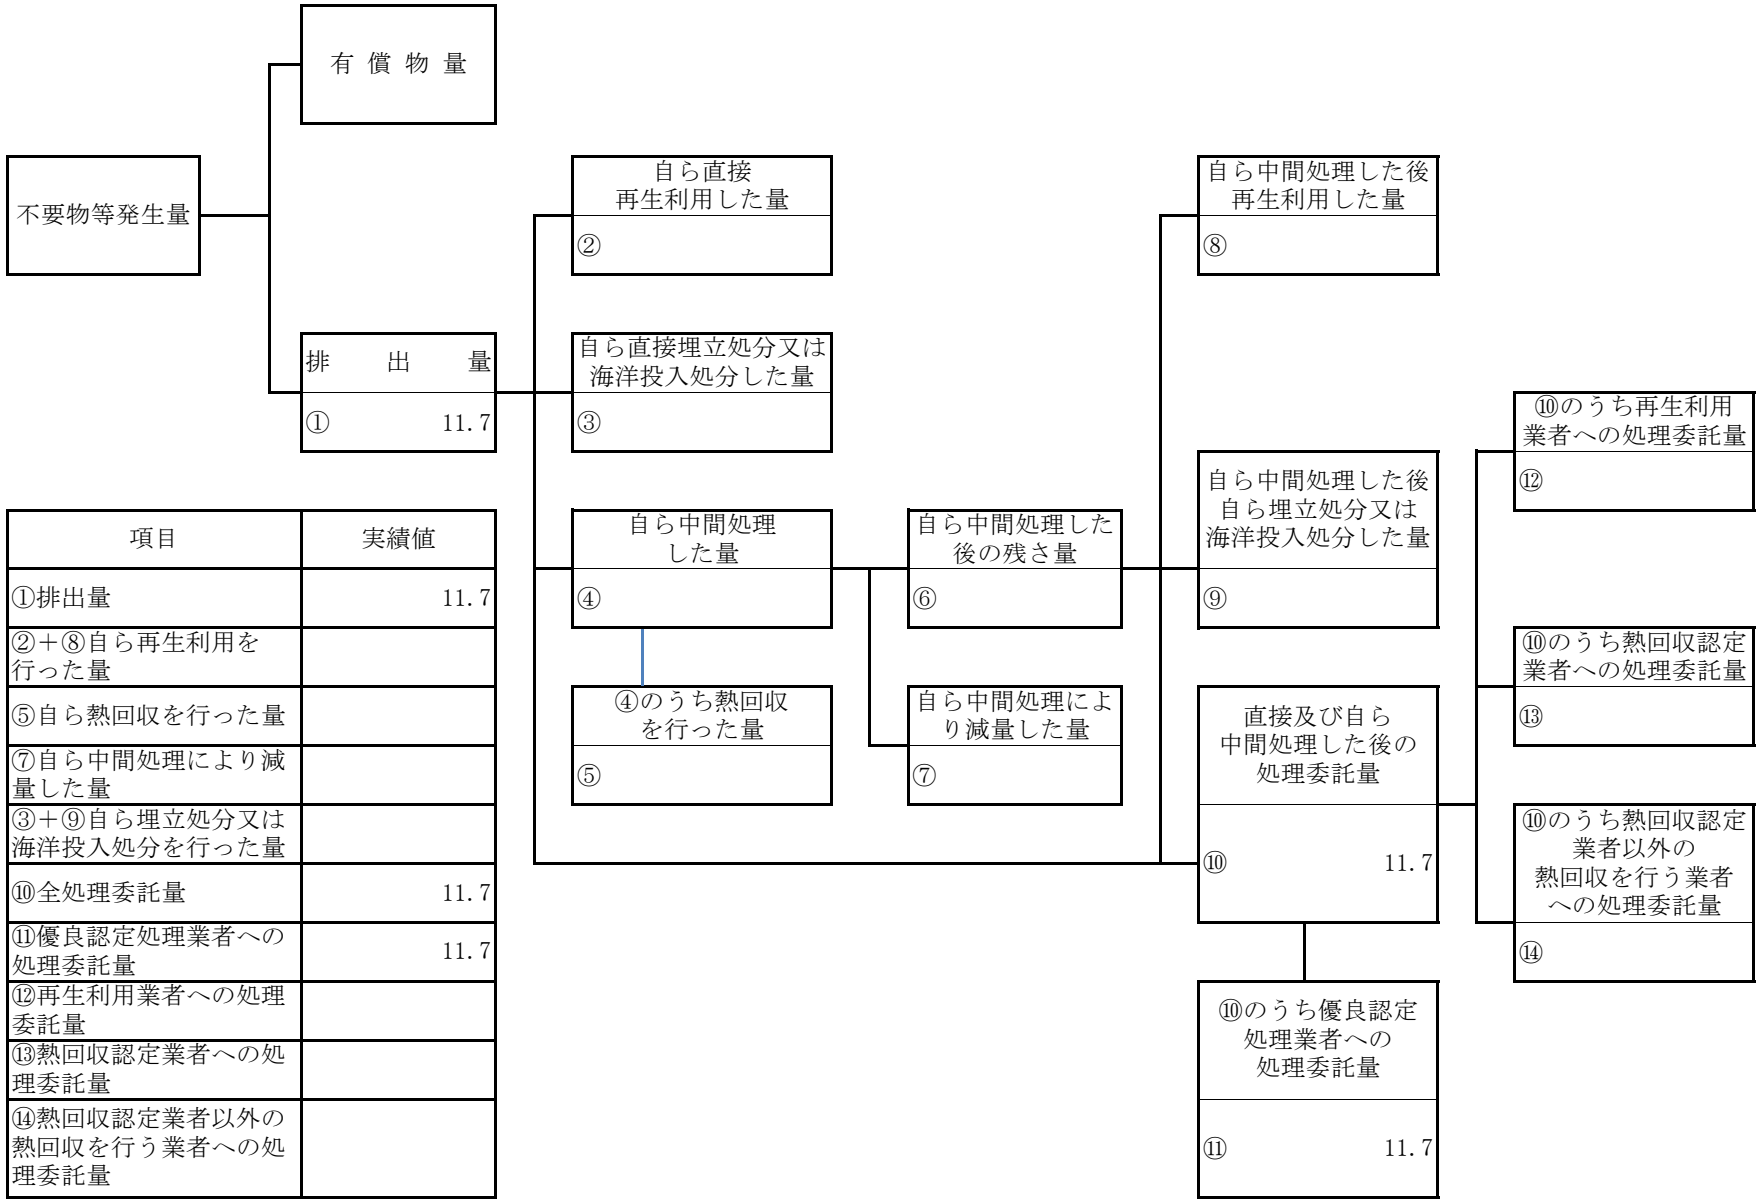 有償物量
不要物等発生量
自ら直接
再生利用した量
②
自ら中間処理した後
再生利用した量
⑧
排出量
① 11.7
自ら直接埋立処分又は
海洋投入処分した量
③
自ら中間処理
した量
④
自ら中間処理した
後の残さ量
⑥
自ら中間処理した後
自ら埋立処分又は
海洋投入処分した量
⑨
④のうち熱回収
を行った量
⑤
自ら中間処理によ
り減量した量
⑦
直接及び自ら
中間処理した後の
処理委託量
⑩ 11.7
⑩のうち優良認定
処理業者への
処理委託量
⑪ 11.7
⑩のうち再生利用
業者への処理委託量
⑫
⑩のうち熱回収認定
業者への処理委託量
⑬
⑩のうち熱回収認定
業者以外の
熱回収を行う業者
への処理委託量
⑭
項目 実績値
①排出量 11.7
②＋⑧自ら再生利用を
行った量
⑤自ら熱回収を行った量
⑦自ら中間処理により減
量した量
③＋⑨自ら埋立処分又は
海洋投入処分を行った量
⑩全処理委託量 11.7
⑪優良認定処理業者への
処理委託量 11.7
⑫再生利用業者への処理
委託量
⑬熱回収認定業者への処
理委託量
⑭熱回収認定業者以外の
熱回収を行う業者への処
理委託量